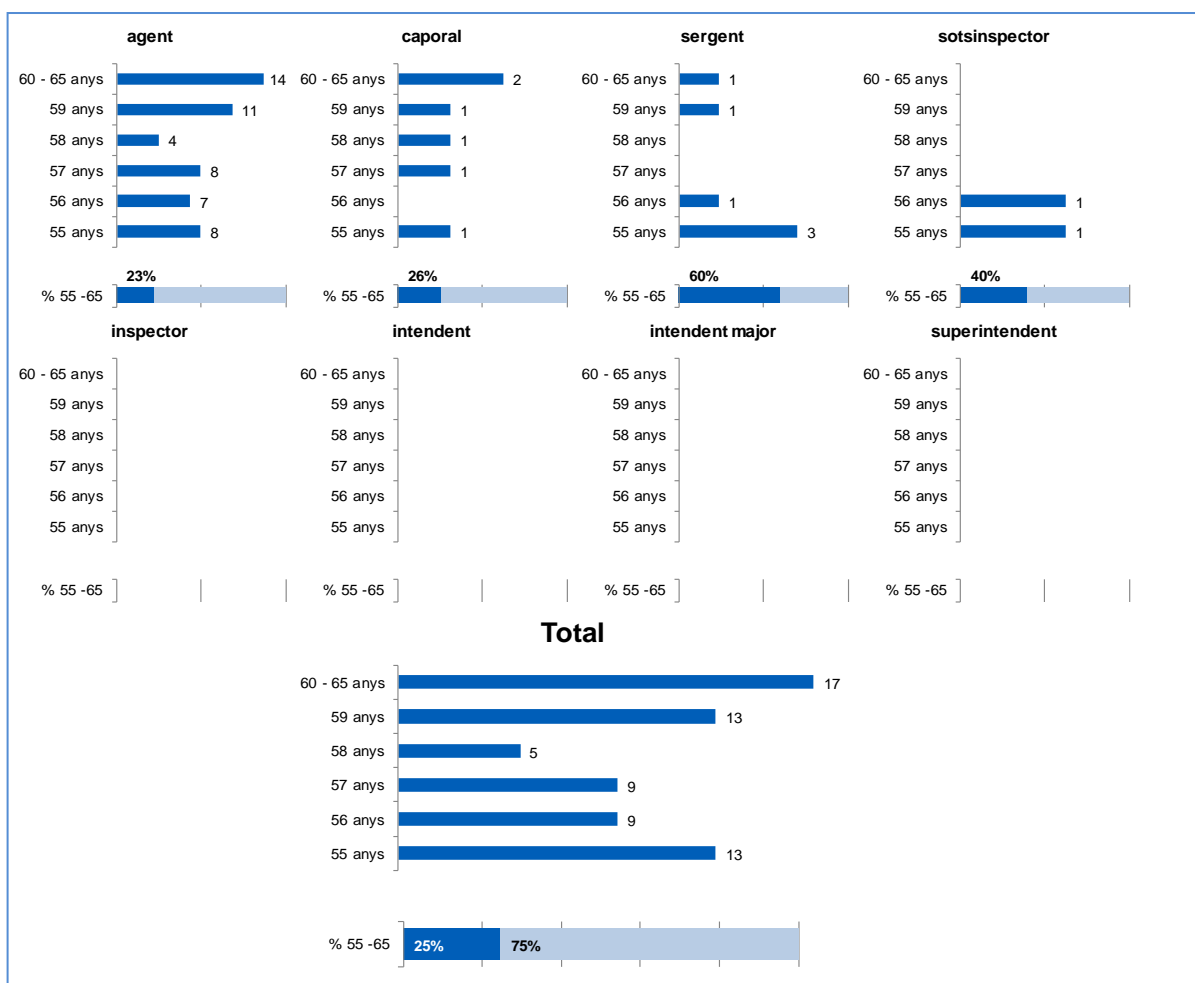 agent
60 - 65 anys 14
59 anys 11
58 anys 4
57 anys 8
56 anys 7
55 anys 8
23%
% 55 -65
caporal
60 - 65 anys 2
59 anys 1
58 anys 1
57 anys 1
56 anys
55 anys 1
26%
% 55 -65
sergent
60 - 65 anys 1
59 anys 1
58 anys
57 anys
56 anys 1
55 anys 3
60%
% 55 -65
sotsinspector
60 - 65 anys
59 anys
58 anys
57 anys
56 anys 1
55 anys 1
40%
% 55 -65
inspector
60 - 65 anys
59 anys
58 anys
57 anys
56 anys
55 anys
% 55 -65
intendent
60 - 65 anys
59 anys
58 anys
57 anys
56 anys
55 anys
% 55 -65
intendent major
60 - 65 anys
59 anys
58 anys
57 anys
56 anys
55 anys
% 55 -65
superintendent
60 - 65 anys
59 anys
58 anys
57 anys
56 anys
55 anys
% 55 -65
Total
60 - 65 anys 17
59 anys 13
58 anys 5
57 anys 9
56 anys 9
55 anys 13
% 55 -65 25% 75%